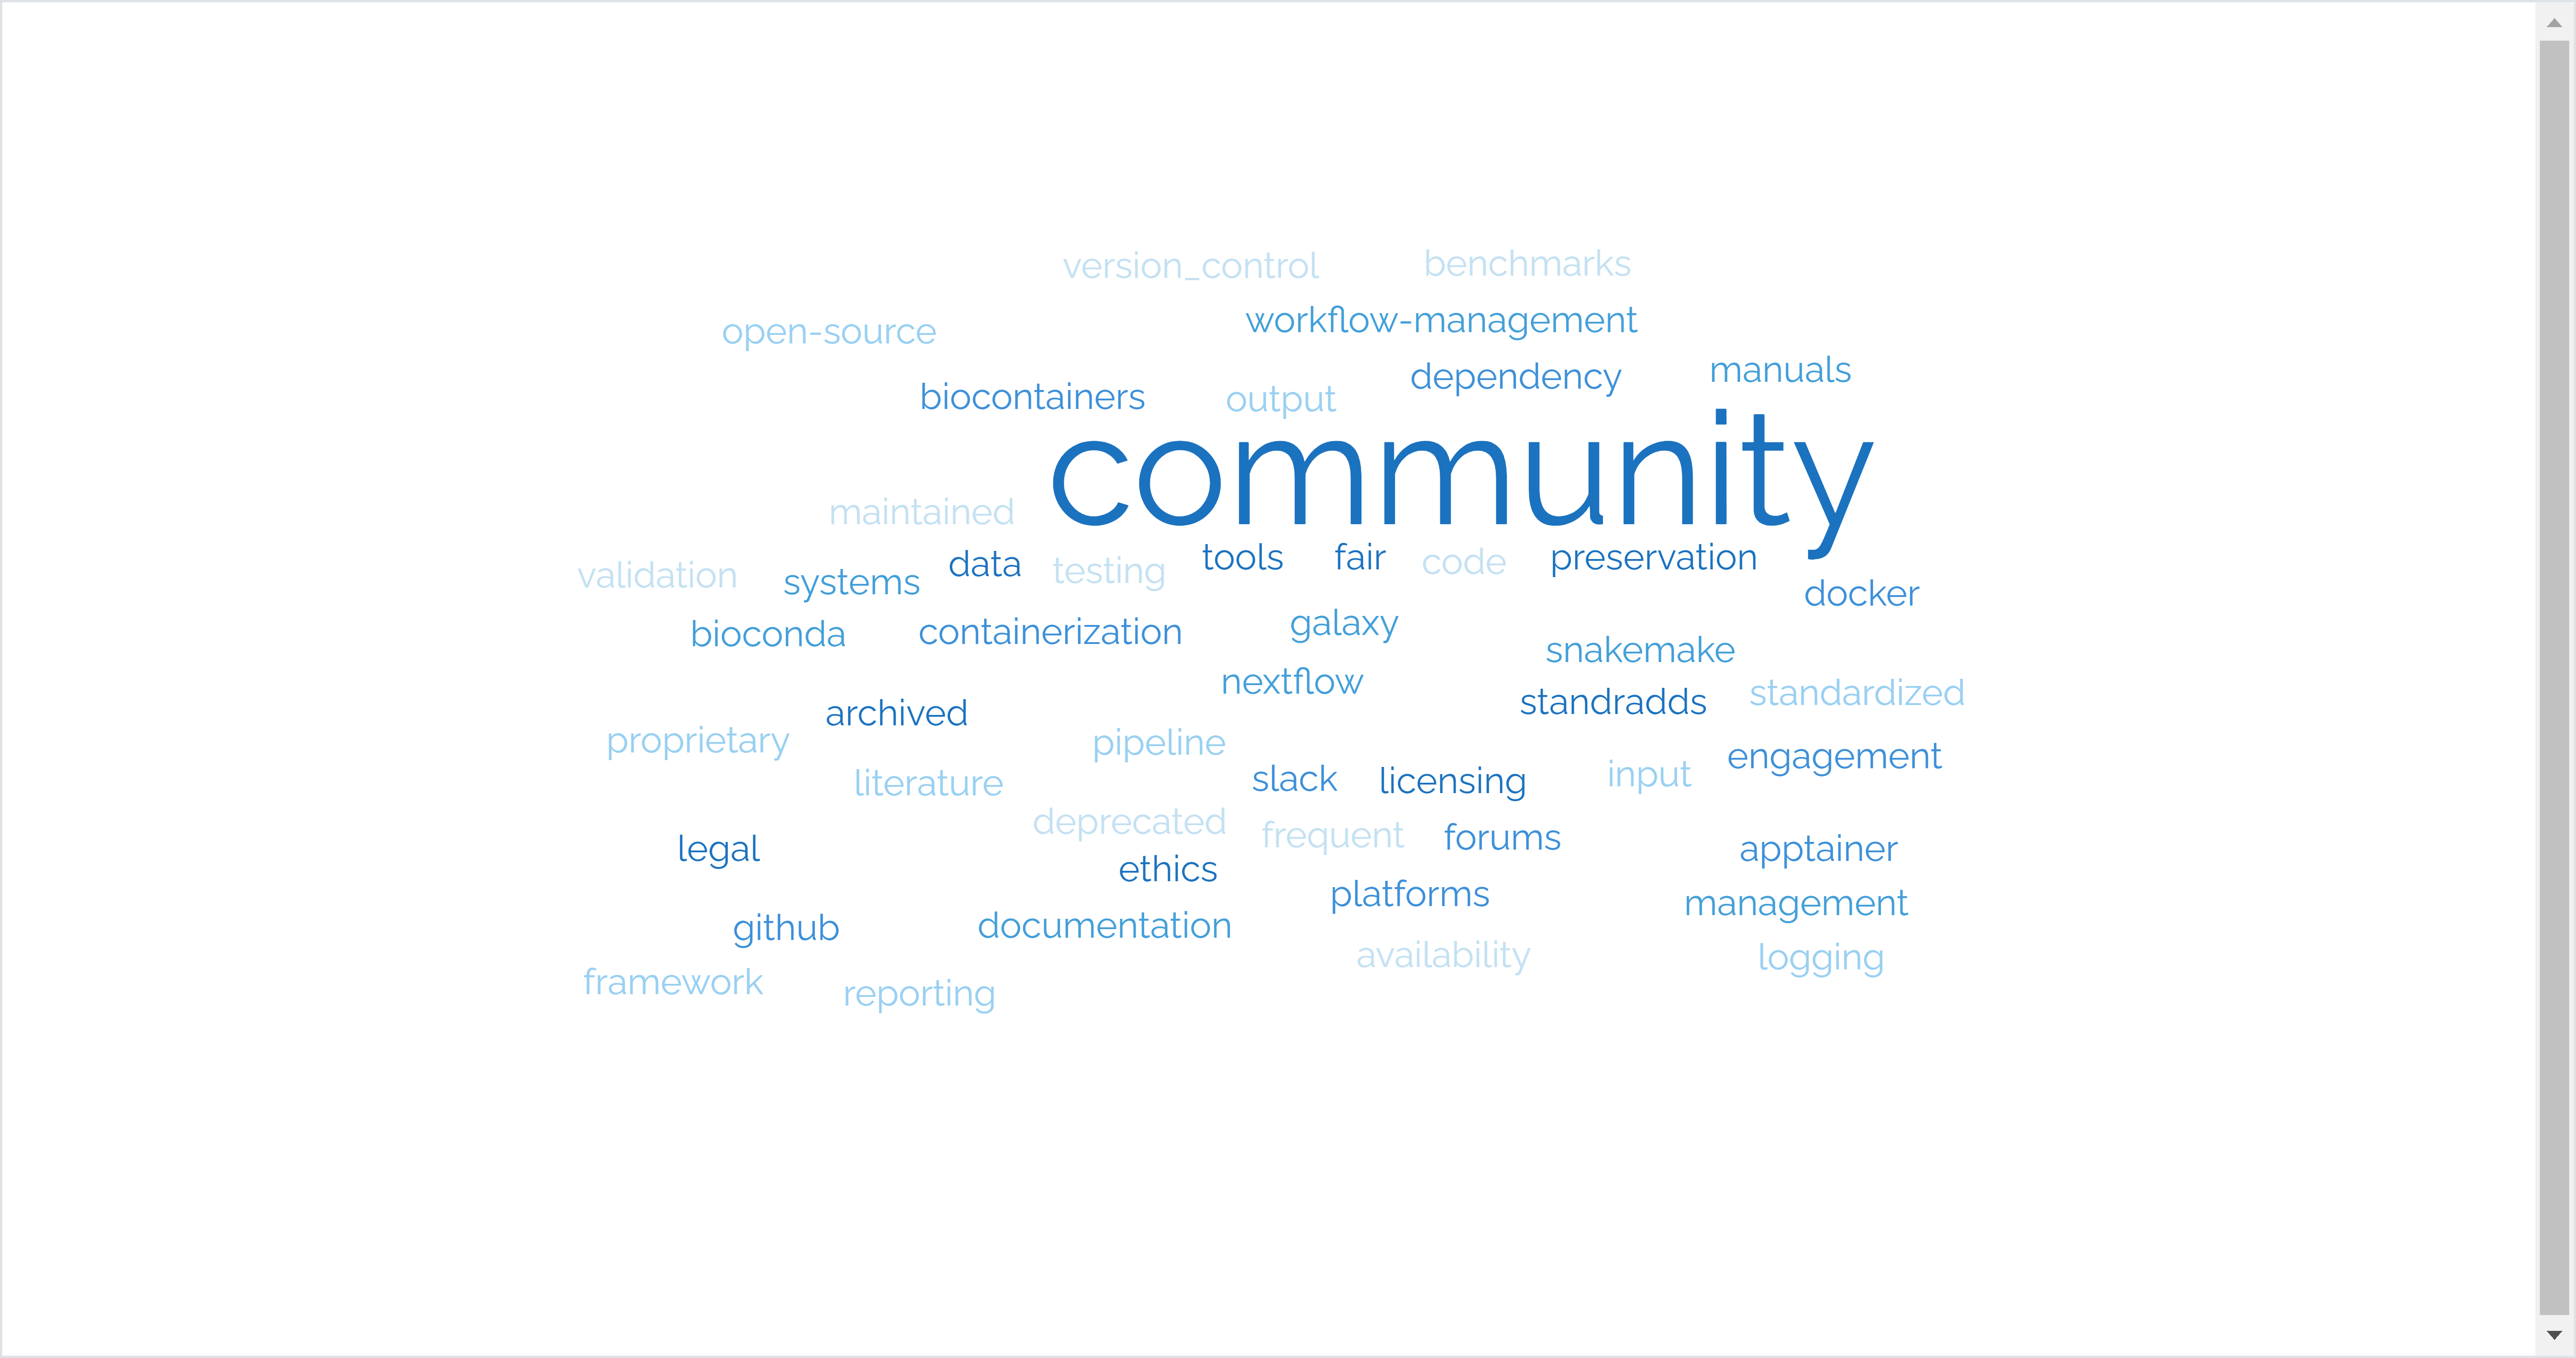 version_control benchmarks
open-source workflow-management
biocontainers output dependency manuals
community
maintained
validation systems data testing tools fair code preservation
docker
bioconda containerization galaxy snakemake
nextflow standradds standardized
archived
proprietary pipeline engagement
literature slack licensing input
deprecated frequent forums
legal ethics apptainer
platforms management
github documentation
availability logging
framework reporting